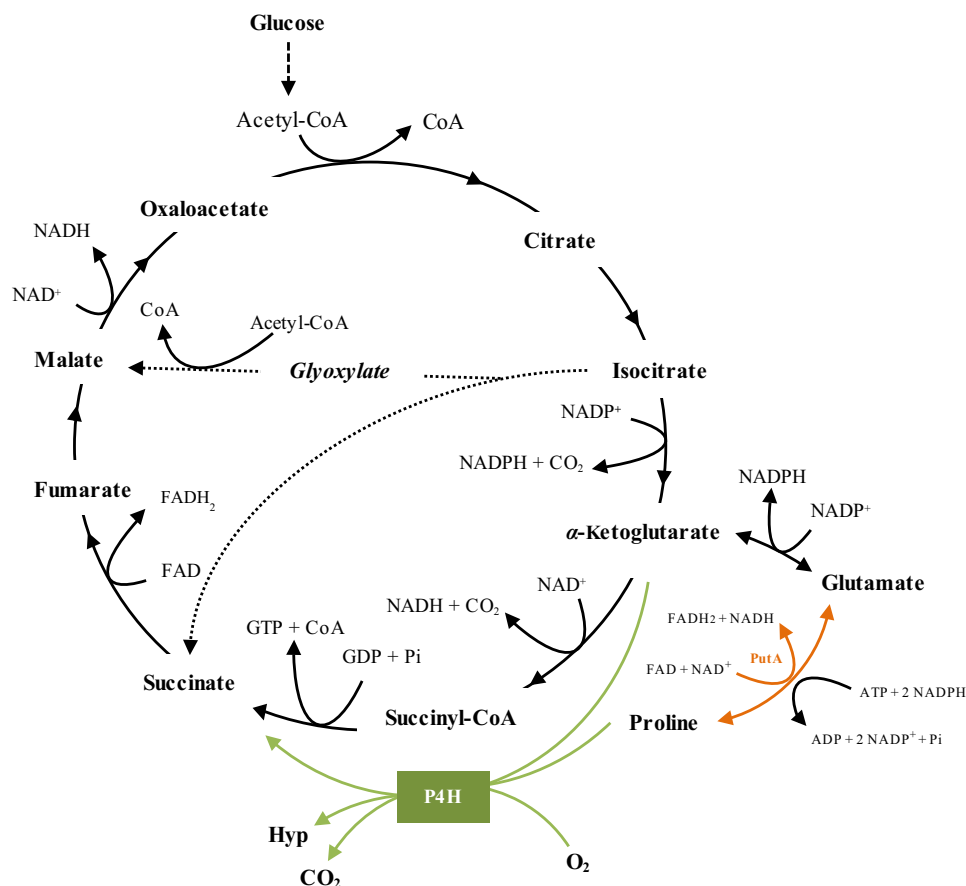 Glucose
Acetyl-CoA
CoA
Oxaloacetate
NADH
Citrate
NAD⁺
CoA
Acetyl-CoA
Malate
Glyoxylate
Isocitrate
NADP⁺
NADPH + CO₂
NADPH
Fumarate
FADH₂
NADP⁺
α-Ketoglutarate
FAD
NAD⁺
Glutamate
NADH + CO₂
FADH2 + NADH
GTP + CoA
GDP + Pi
PutA
FAD + NAD⁺
Succinate
ATP + 2 NADPH
Succinyl-CoA
Proline
ADP + 2 NADP⁺ + Pi
P4H
Hyp
O₂
CO₂